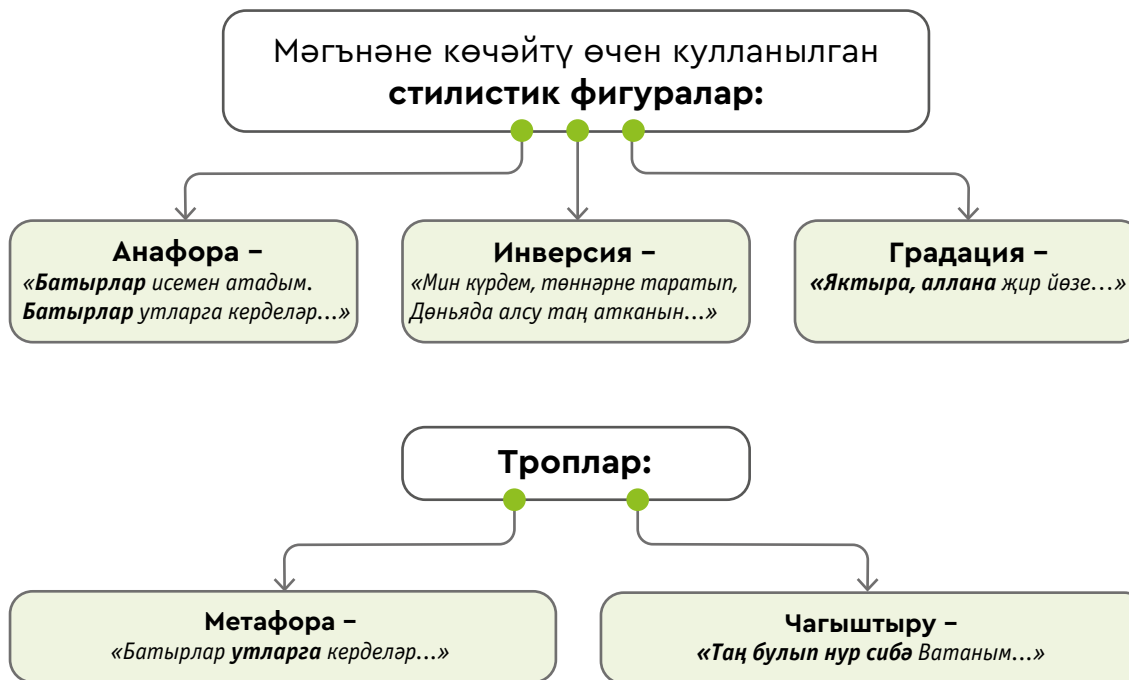 Мәгънәне көчәйтү өчен кулланылган
стилистик фигуралар:
Анафора –
«Батырлар исемен атадым.
Батырлар утларга керделәр...»
Инверсия –
«Мин күрдем, төннәрне таратып,
Дөньяда алсу таң атканын...»
Градация –
«Яктыра, аллана җир йөзе...»
Троплар:
Метафора –
«Батырлар утларга керделәр...»
Чагыштыру –
«Таң булып нур сибә Ватаным...»